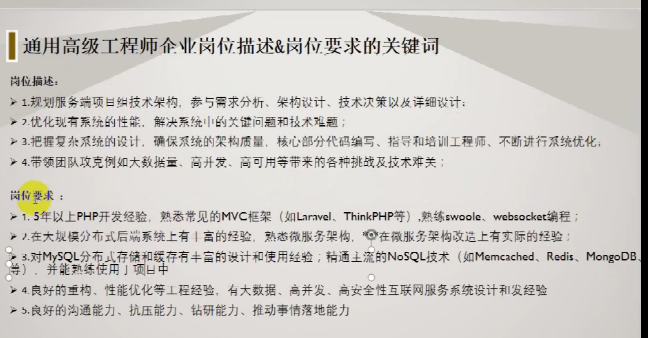 通用高级工程师企业岗位描述&岗位要求的关键词
岗位描述：
➢ 1.规划服务端项目组技术架构，参与需求分析、架构设计、技术决策以及详细设计；
➢ 2.优化现有系统的性能，解决系统中的关键问题和技术难题；
➢ 3.把握复杂系统的设计，确保系统的架构质量，核心部分代码编写、指导和培训工程师、不断进行系统优化；
➢ 4.带领团队攻克例如大数据量、高并发、高可用等带来的各种挑战及技术难关；
岗位要求：
➢ 1. 5年以上PHP开发经验，熟悉常见的MVC框架（如Laravel、ThinkPHP等）,熟练swoole、websocket编程；
➢ 2.在大规模分布式后端系统上有丰富的经验，熟悉微服务架构，在微服务架构改造上有实际的经验；
➢ 3.对MySQL分布式存储和缓存有丰富的设计和使用经验；精通主流的NoSQL技术（如Memcached、Redis、MongoDB、
等），并能熟练使用于项目中
➢ 4.良好的重构、性能优化等工程经验，有大数据、高并发、高安全性互联网服务系统设计和发经验
➢ 5.良好的沟通能力、抗压能力、钻研能力、推动事情落地能力